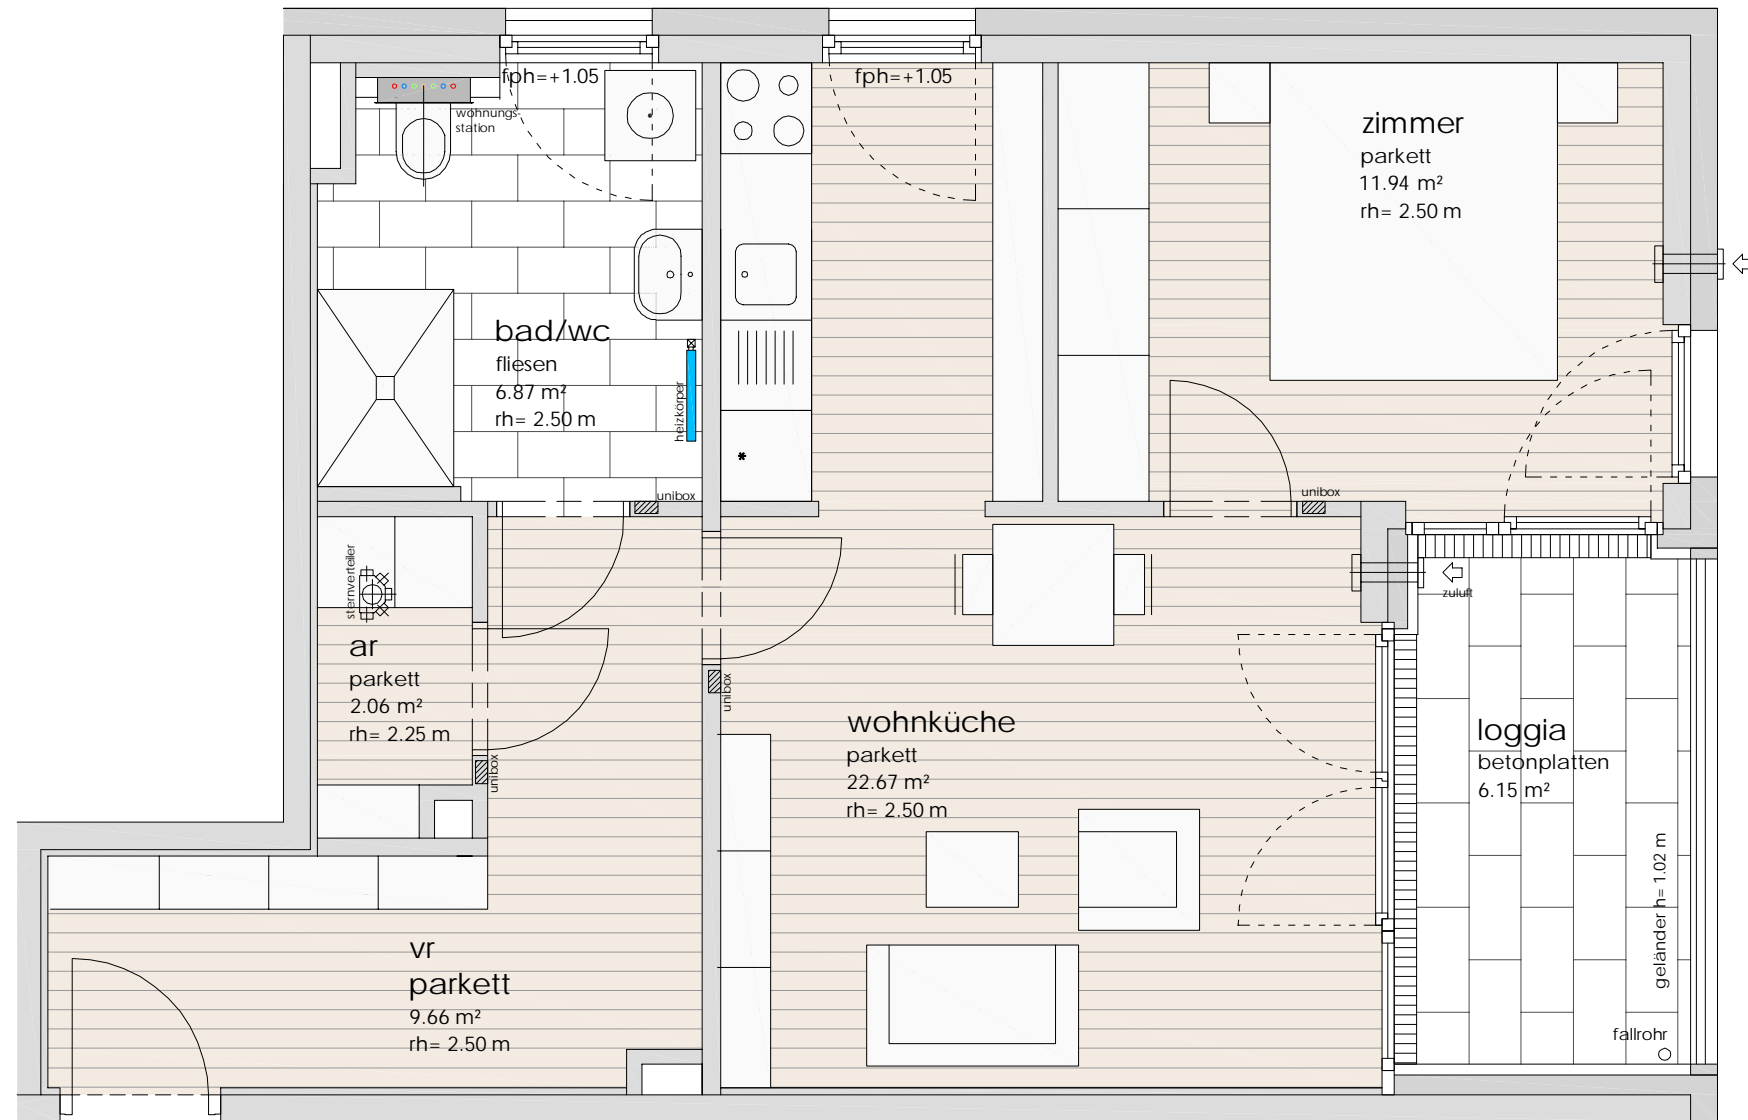 fph=+1.05
fph=+1.05
wohnungs-
station
zimmer
parkett
11.94 m²
rh= 2.50 m
bad/wc
fliesen
6.87 m²
rh= 2.50 m
heizkörper
unibox
unibox
sternverteiler
zuluft
ar
parkett
2.06 m²
rh= 2.25 m
unibox
unibox
wohnküche
parkett
22.67 m²
rh= 2.50 m
loggia
betonplatten
6.15 m²
geländer h= 1.02 m
vr
parkett
9.66 m²
rh= 2.50 m
fallrohr